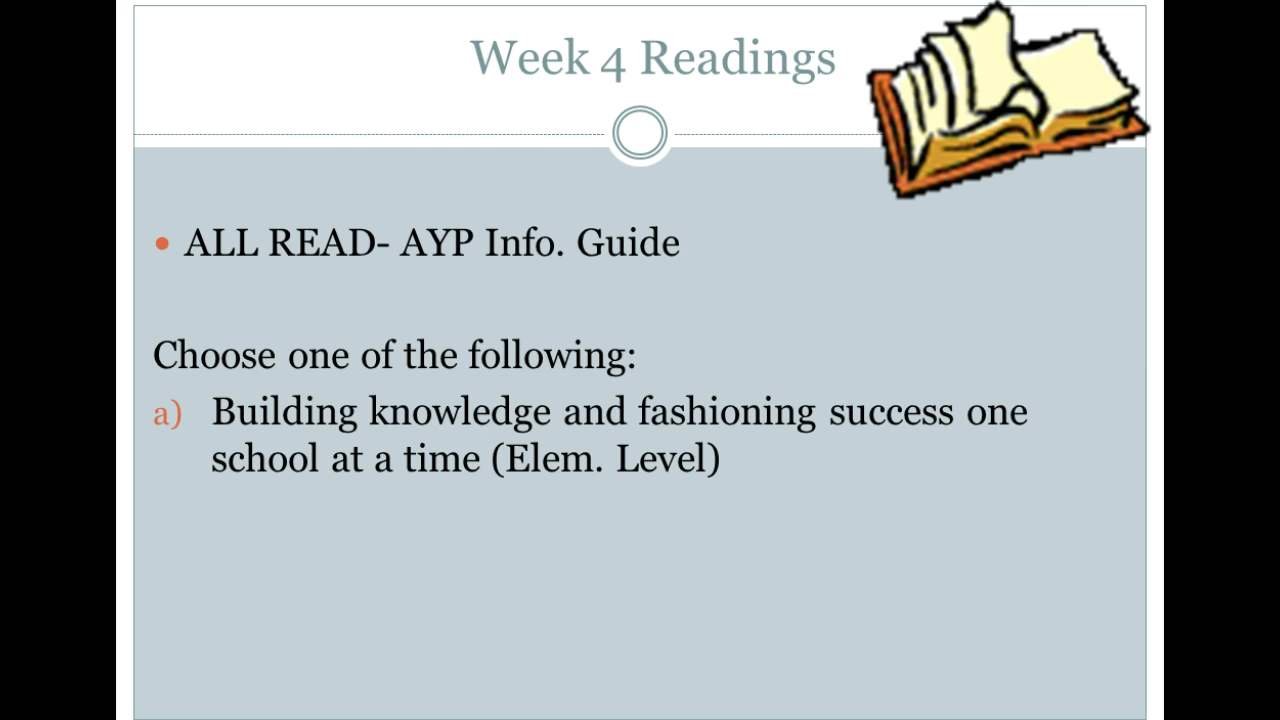 Week 4 Readings
• ALL READ- AYP Info. Guide
Choose one of the following:
a) Building knowledge and fashioning success one
school at a time (Elem. Level)